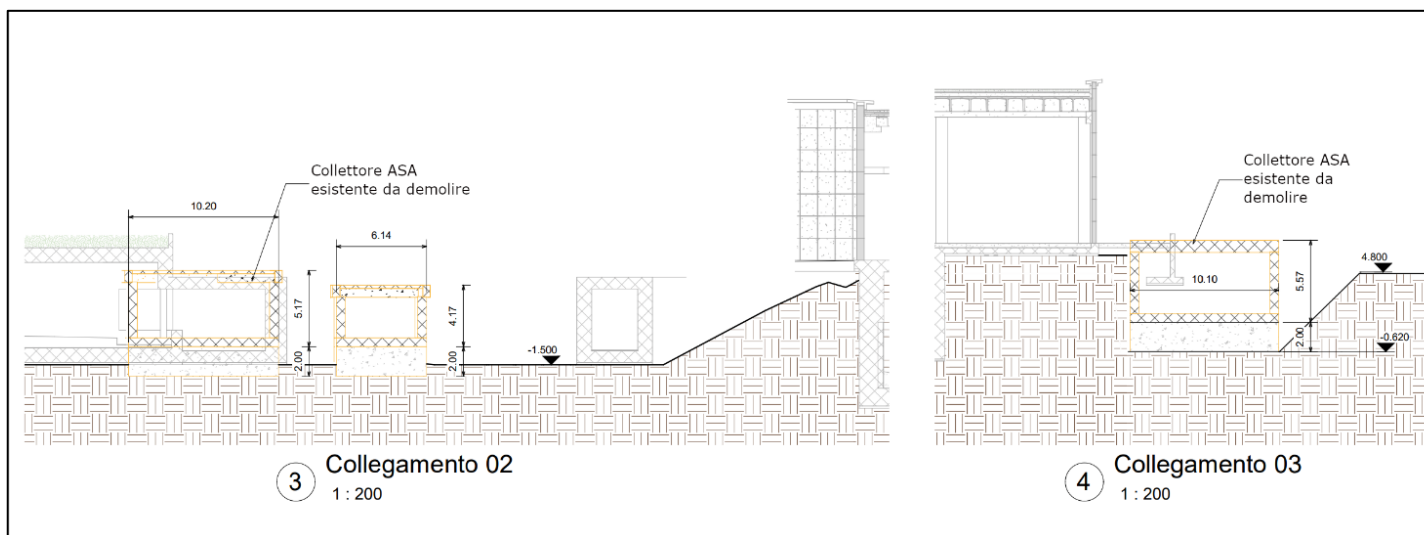 Collettore ASA
esistente da demolire
10.20
6.14
5.17
4.17
2.00
2.00
-1.500
3
Collegamento 02
1 : 200
Collettore ASA
esistente da
demolire
10.10
5.57
4.800
2.00
-0.620
4
Collegamento 03
1 : 200